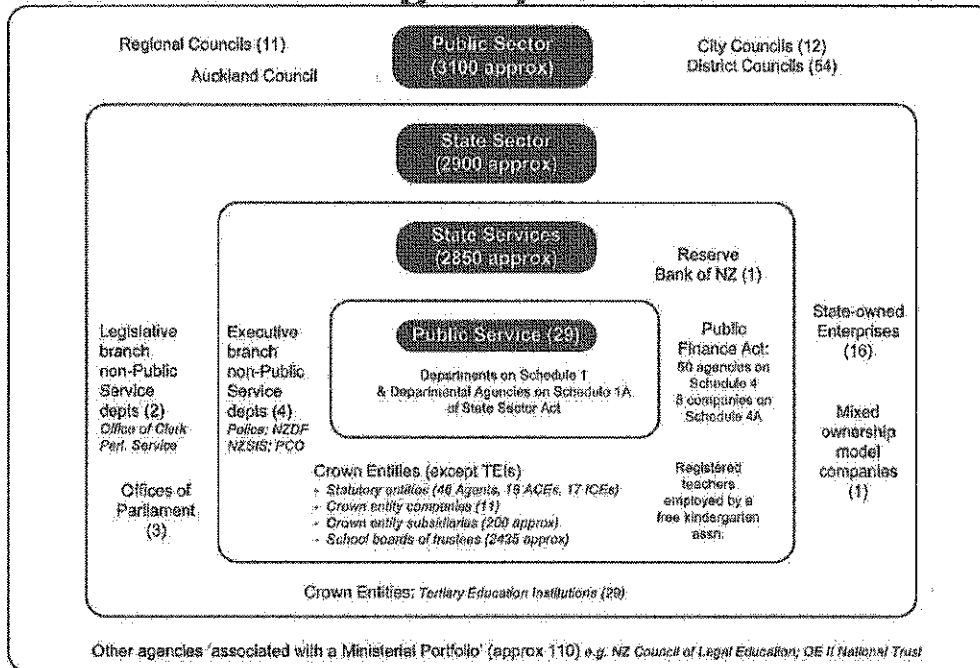 Regional Councils (11)
Auckland Council
Public Sector
(3100 approx)
City Councils (12)
District Councils (54)
State Sector
(2900 approx)
State Services
(2850 approx)
Reserve
Bank of NZ (1)
Legislative
branch
non-Public
Service
depts (2)
Office of Clerk
Parl. Service
Offices of
Parliament
(3)
Executive
branch
non-Public
Service
depts (4)
Police; NZDF
NZSIS; PCO
Public Service (29)
Departments on Schedule 1
& Departmental Agencies on Schedule 1A
of State Sector Act
Public
Finance Act:
agencies on
Schedule 4
companies on
Schedule 4A
State-owned
Enterprises
(16)
Mixed
ownership
model
companies
(1)
Crown Entities (except TEIs)
- Statutory entities (46 Agents, 16 ACEs, 17 ICEs)
- Crown entity companies (11)
- Crown entity subsidiaries (200 approx)
- School boards of trustees (2435 approx)
Registered
teachers
employed by a
free kindergarten
assn.
Crown Entities: Tertiary Education Institutions (29)
Other agencies 'associated with a Ministerial Portfolio' (approx 110) e.g. NZ Council of Legal Education; QE II National Trust